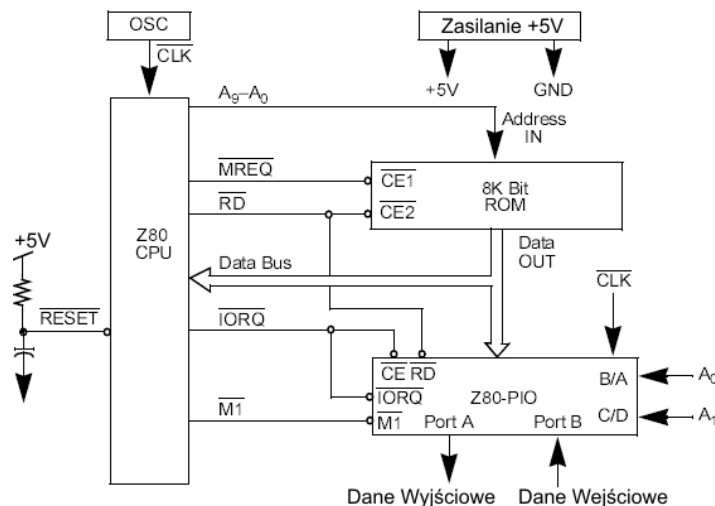 OSC
Zasilanie +5V
CLK
A9–A0
+5V
GND
Address
IN
MREQ
CE1
8K Bit
ROM
RD
CE2
+5V
Z80
CPU
Data Bus
Data
OUT
CLK
RESET
IORQ
CE RD
B/A
A0
IORQ
Z80-PIO
C/D
A1
M1
M1
Port A
Port B
Dane Wyjściowe
Dane Wejściowe